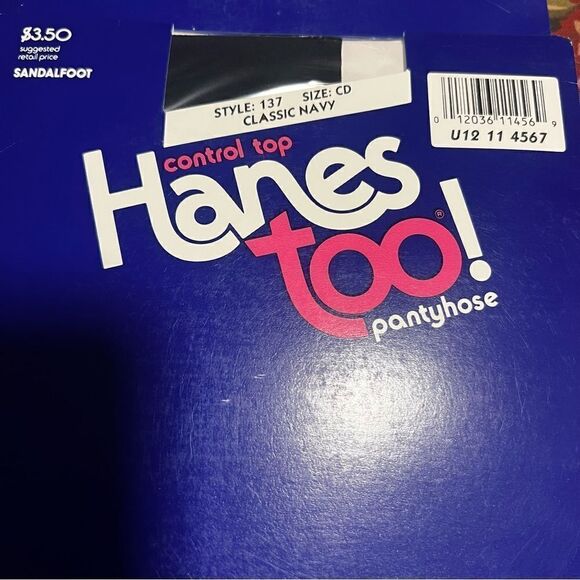 $3.50
suggested
retail price
SANDALFOOT
STYLE: 137 SIZE: CD
CLASSIC NAVY
0 12036 11456 9
U12 11 4567
control top
Hanes
too!
®
pantyhose